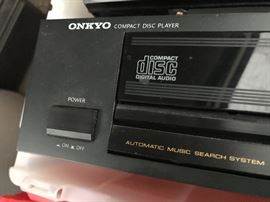 ONKYO COMPACT DISC PLAYER
COMPACT
disc
DIGITAL AUDIO
POWER
ON OFF
AUTOMATIC MUSIC SEARCH SYSTEM